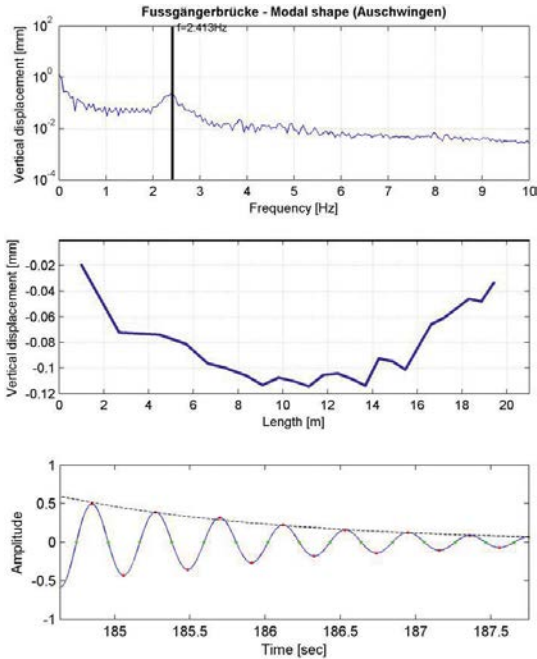 Fussgängerbrücke - Modal shape (Auschwingen)
f=2.413Hz
Vertical displacement [mm]
10^2
10^0
10^-2
10^-4
0 1 2 3 4 5 6 7 8 9 10
Frequency [Hz]
Vertical displacement [mm]
-0.02
-0.04
-0.06
-0.08
-0.1
-0.12
0 2 4 6 8 10 12 14 16 18 20
Length [m]
Amplitude
1
0.5
0
-0.5
-1
185 185.5 186 186.5 187 187.5
Time [sec]